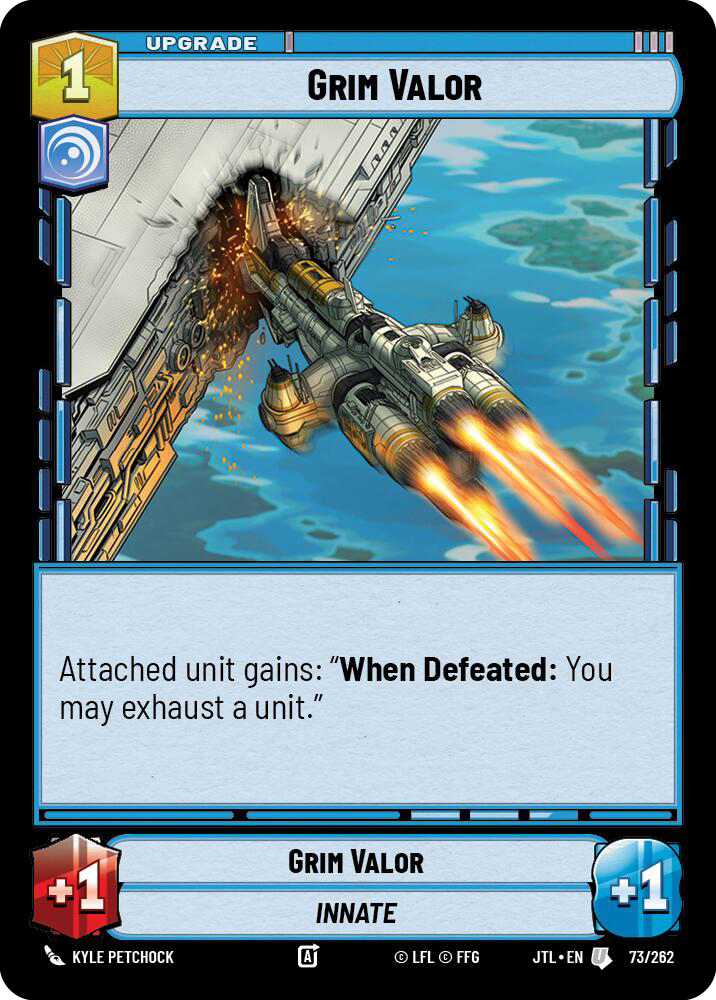 UPGRADE
1
GRIM VALOR
Attached unit gains: “When Defeated: You
may exhaust a unit.”
GRIM VALOR
+1
+1
INNATE
KYLE PETCHOCK
A
© LFL © FFG
JTL • EN
U
73/262